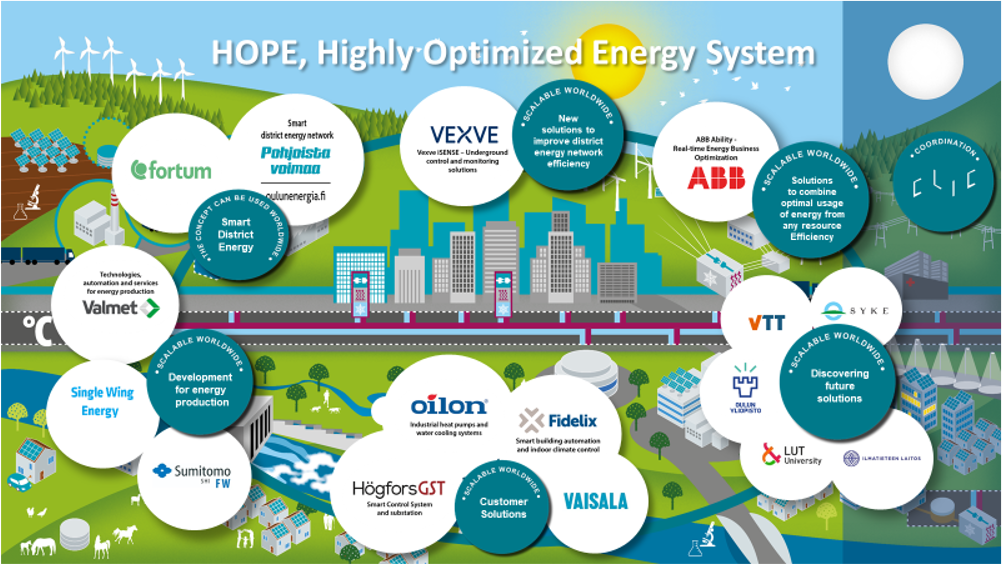 HOPE, Highly Optimized Energy System
fortum
Smart
district energy network
Pohjoista
voimaa
oulunenergia.fi
THE CONCEPT CAN BE USED WORLDWIDE
Smart
District
Energy
VEXVE
Vexve iSENSE – Underground
control and monitoring
solutions
SCALABLE WORLDWIDE
New
solutions to
improve district
energy network
efficiency
ABB Ability -
Real-time Energy Business
Optimization
ABB
SCALABLE WORLDWIDE
Solutions
to combine
optimal usage
of energy from
any resource
Efficiency
COORDINATION
CLIC
Technologies,
automation and services
for energy production
Valmet
°C
SCALABLE WORLDWIDE
Development
for energy
production
Single Wing
Energy
Sumitomo
SHI FW
oilon
Industrial heat pumps and
water cooling systems
Fidelix
Smart building automation
and indoor climate control
HögforsGST
Smart Control System
and substation
SCALABLE WORLDWIDE
Customer
Solutions
VAISALA
VTT
SYKE
OULUN
YLIOPISTO
SCALABLE WORLDWIDE
Discovering
future
solutions
LUT
University
ILMATIETEEN LAITOS